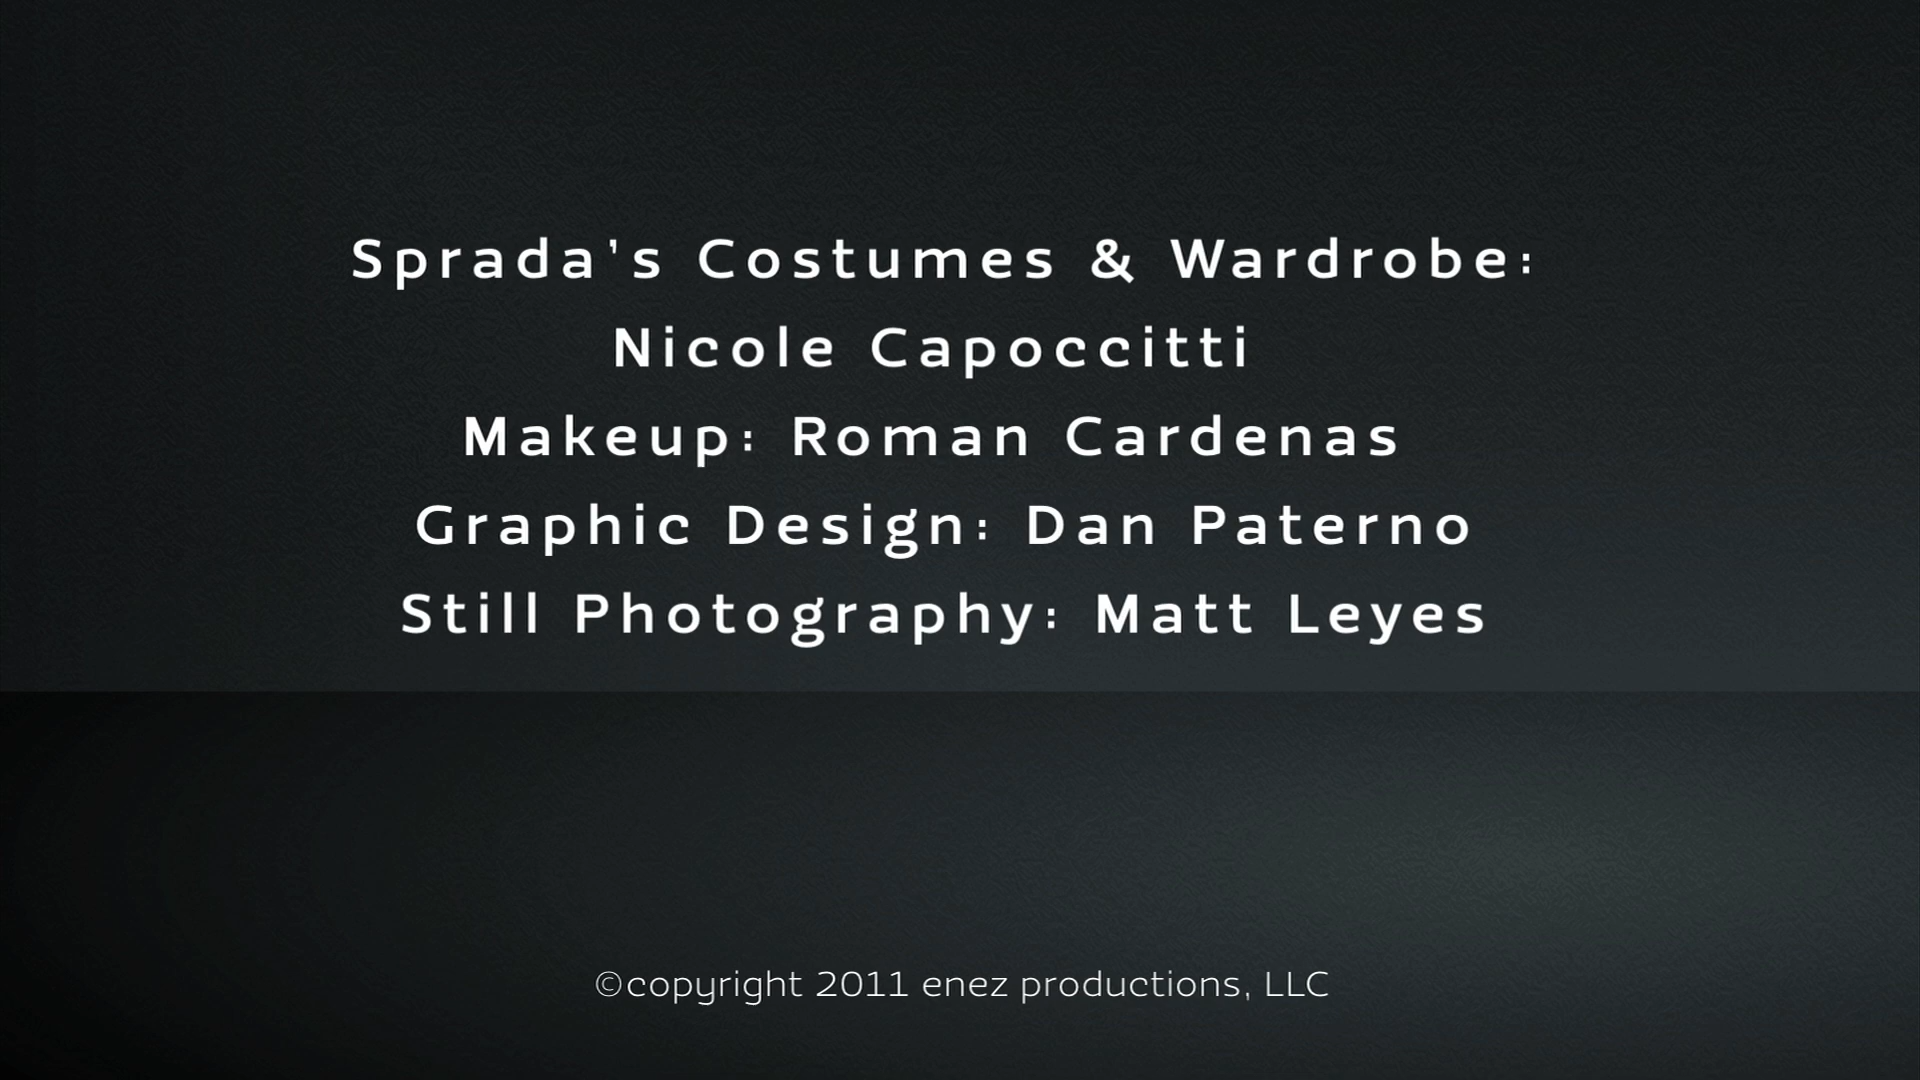 Sprada's Costumes & Wardrobe:
Nicole Capoccitti
Makeup: Roman Cardenas
Graphic Design: Dan Paterno
Still Photography: Matt Leyes
©copyright 2011 enez productions, LLC